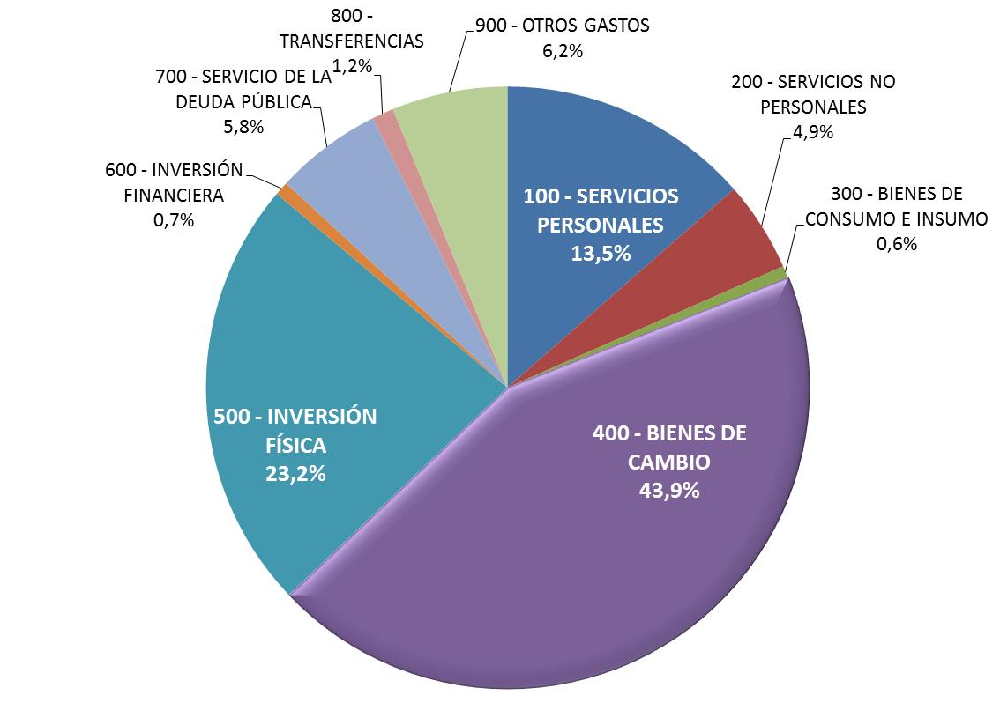 800 -
TRANSFERENCIAS
1,2%
900 - OTROS GASTOS
6,2%
700 - SERVICIO DE LA
DEUDA PÚBLICA
5,8%
200 - SERVICIOS NO
PERSONALES
4,9%
600 - INVERSIÓN
FINANCIERA
0,7%
100 - SERVICIOS
PERSONALES
13,5%
300 - BIENES DE
CONSUMO E INSUMO
0,6%
500 - INVERSIÓN
FÍSICA
23,2%
400 - BIENES DE
CAMBIO
43,9%